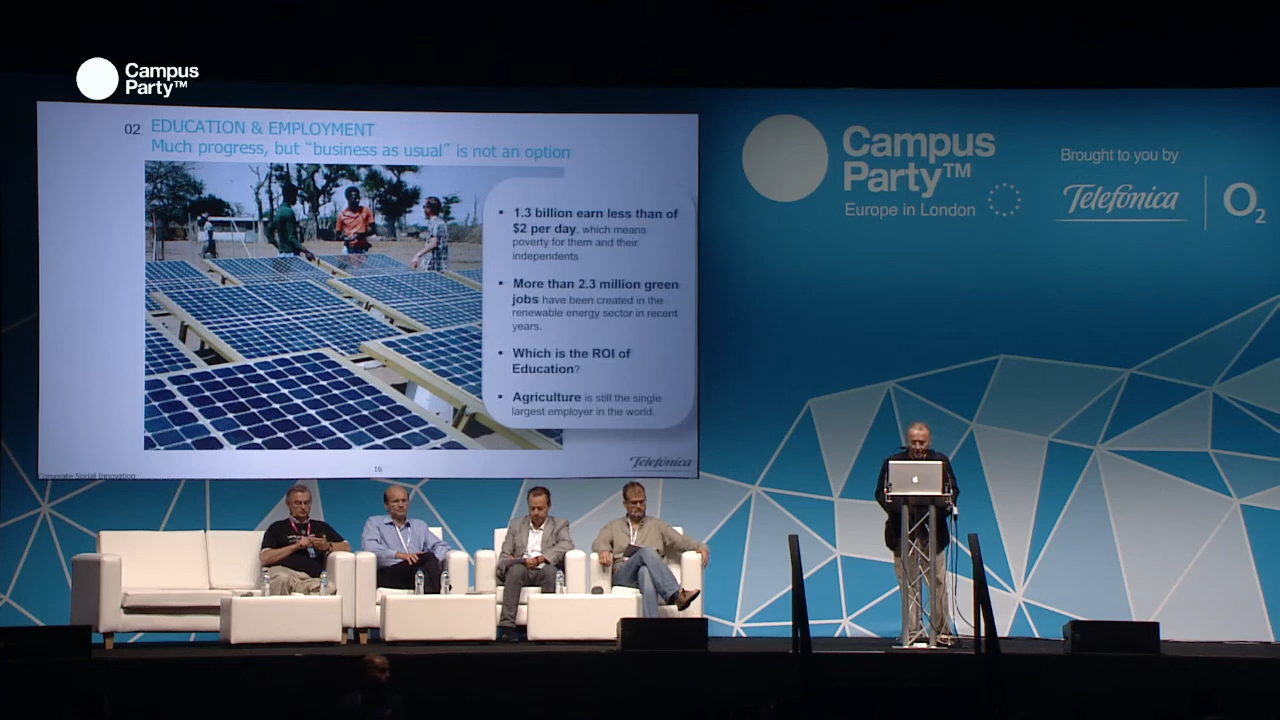 Campus
Party™
02 EDUCATION & EMPLOYMENT
Much progress, but “business as usual” is not an option
▪ 1.3 billion earn less than of
$2 per day, which means
poverty for them and their
independents.
▪ More than 2.3 million green
jobs have been created in the
renewable energy sector in recent
years.
▪ Which is the ROI of
Education?
▪ Agriculture is still the single
largest employer in the world.
Corporate Social Innovation
16
Telefónica
Campus
Party™
Europe in London
Brought to you by
Telefónica
O2